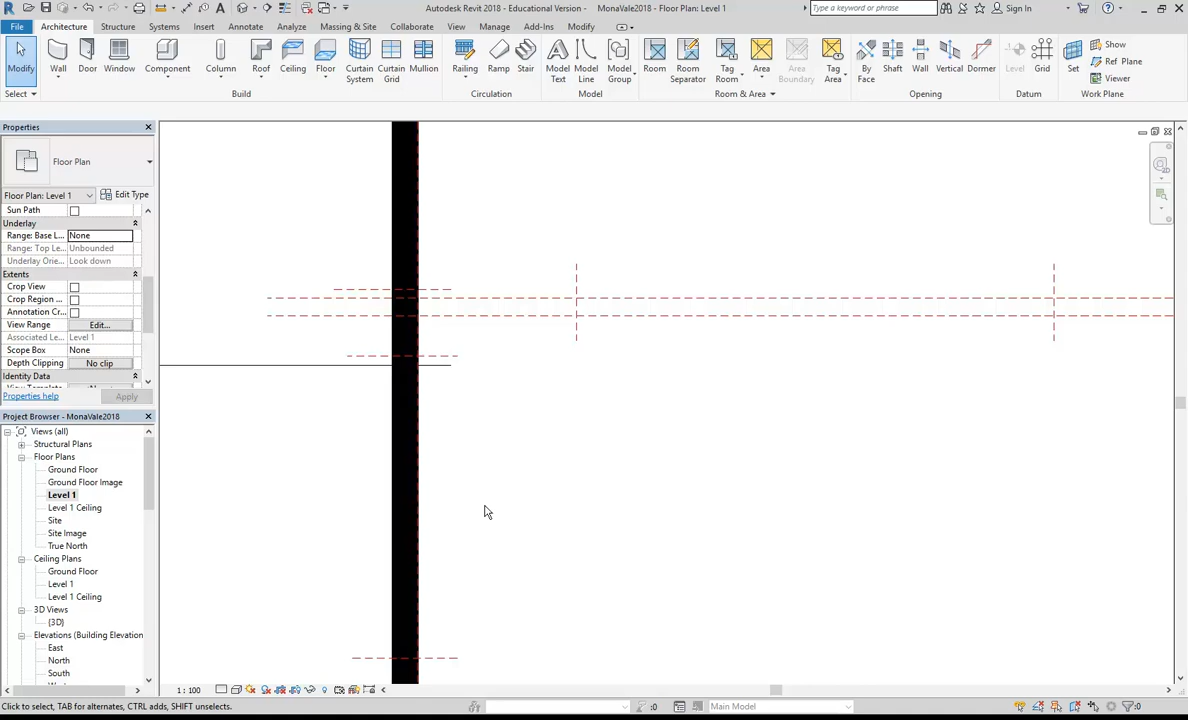 Autodesk Revit 2018 - Educational Version - MonaVale2018 - Floor Plan: Level 1
Type a keyword or phrase
Sign In
File Architecture Structure Systems Insert Annotate Analyze Massing & Site Collaborate View Manage Add-Ins Modify
Modify Wall Door Window Component Column Roof Ceiling Floor Curtain System Curtain Grid Mullion Railing Ramp Stair Model Text Model Line Model Group Room Room Separator Tag Room Area Area Boundary Tag Area By Face Shaft Wall Vertical Dormer Level Grid Set Show Ref Plane Viewer
Select Build Circulation Model Room & Area Opening Datum Work Plane
Properties
Floor Plan
Floor Plan: Level 1 Edit Type
Sun Path
Underlay
Range: Base L... None
Range: Top Le... Unbounded
Underlay Orie... Look down
Extents
Crop View
Crop Region ...
Annotation Cr...
View Range Edit...
Associated Le... Level 1
Scope Box None
Depth Clipping No clip
Identity Data
Properties help Apply
Project Browser - MonaVale2018
Views (all)
Structural Plans
Floor Plans
Ground Floor
Ground Floor Image
Level 1
Level 1 Ceiling
Site
Site Image
True North
Ceiling Plans
Ground Floor
Level 1
Level 1 Ceiling
3D Views
{3D}
Elevations (Building Elevation
East
North
South
1 : 100
Click to select, TAB for alternates, CTRL adds, SHIFT unselects.
:0
Main Model
:0